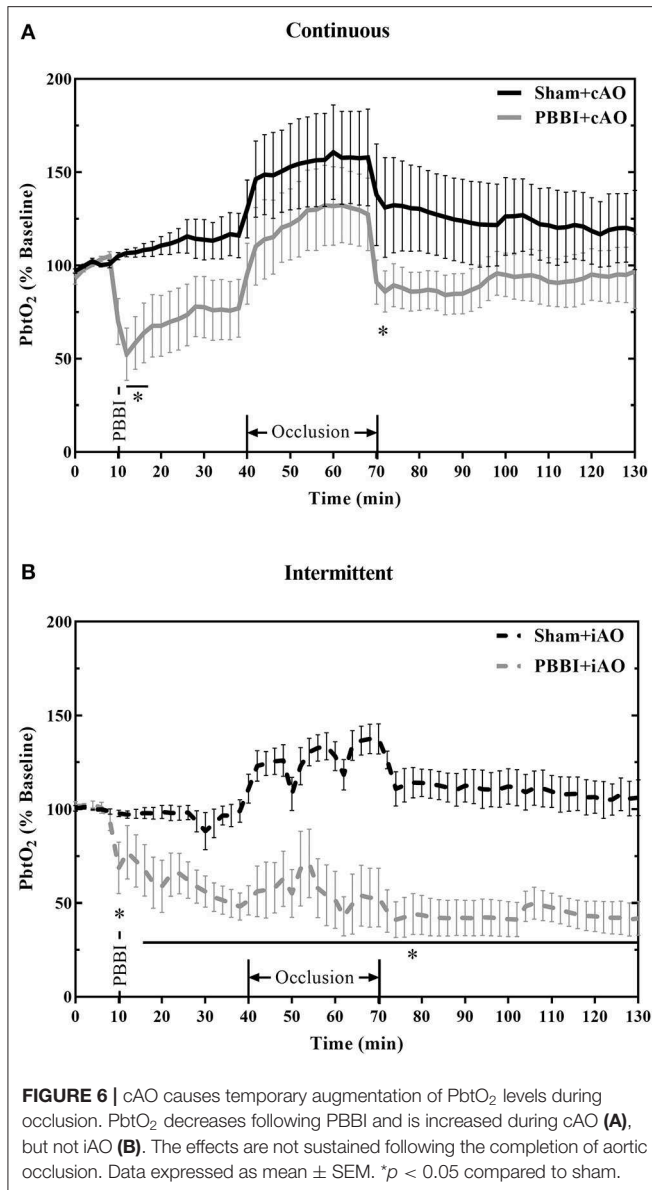 A
Continuous
200
150
100
50
0
PbtO₂ (% Baseline)
Sham+cAO
PBBI+cAO
*
*
PBBI
Occlusion
0 10 20 30 40 50 60 70 80 90 100 110 120 130
Time (min)
B
Intermittent
200
150
100
50
0
PbtO₂ (% Baseline)
Sham+iAO
PBBI+iAO
*
*
PBBI
Occlusion
0 10 20 30 40 50 60 70 80 90 100 110 120 130
Time (min)
FIGURE 6 | cAO causes temporary augmentation of PbtO₂ levels during
occlusion. PbtO₂ decreases following PBBI and is increased during cAO (A),
but not iAO (B). The effects are not sustained following the completion of aortic
occlusion. Data expressed as mean ± SEM. *p < 0.05 compared to sham.